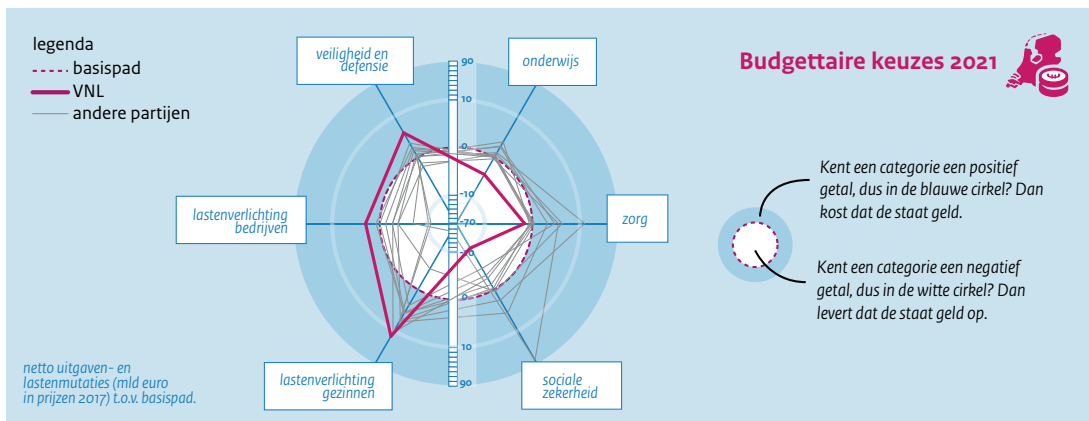 legenda
basispad
VNL
andere partijen
veiligheid en
defensie
onderwijs
lastenverlichting
bedrijven
zorg
lastenverlichting
gezinnen
sociale
zekerheid
90
10
0
-10
-70
0
10
90
netto uitgaven- en
lastenmutaties (mld euro
in prijzen 2017) t.o.v. basispad.
Budgettaire keuzes 2021
Kent een categorie een positief
getal, dus in de blauwe cirkel? Dan
kost dat de staat geld.
Kent een categorie een negatief
getal, dus in de witte cirkel? Dan
levert dat de staat geld op.